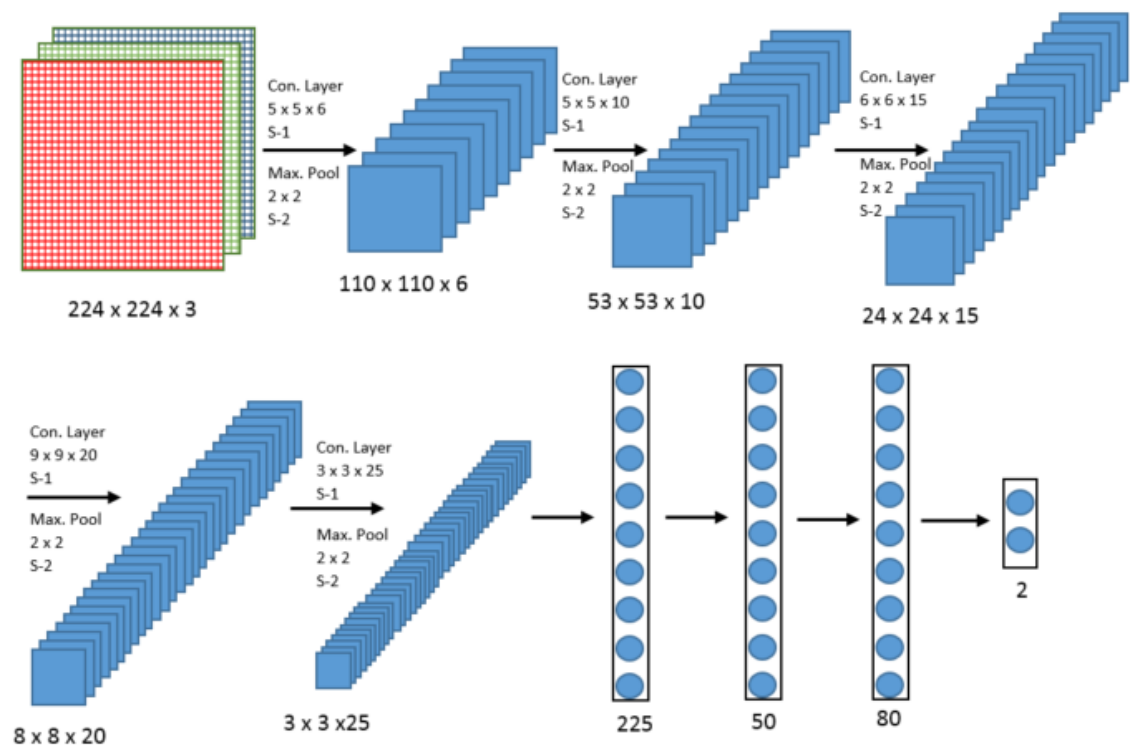 224 x 224 x 3
Con. Layer
5 x 5 x 6
S-1
Max. Pool
2 x 2
S-2
110 x 110 x 6
Con. Layer
5 x 5 x 10
S-1
Max. Pool
2 x 2
S-2
53 x 53 x 10
Con. Layer
6 x 6 x 15
S-1
Max. Pool
2 x 2
S-2
24 x 24 x 15
Con. Layer
9 x 9 x 20
S-1
Max. Pool
2 x 2
S-2
8 x 8 x 20
Con. Layer
3 x 3 x 25
S-1
Max. Pool
2 x 2
S-2
3 x 3 x25
225
50
80
2